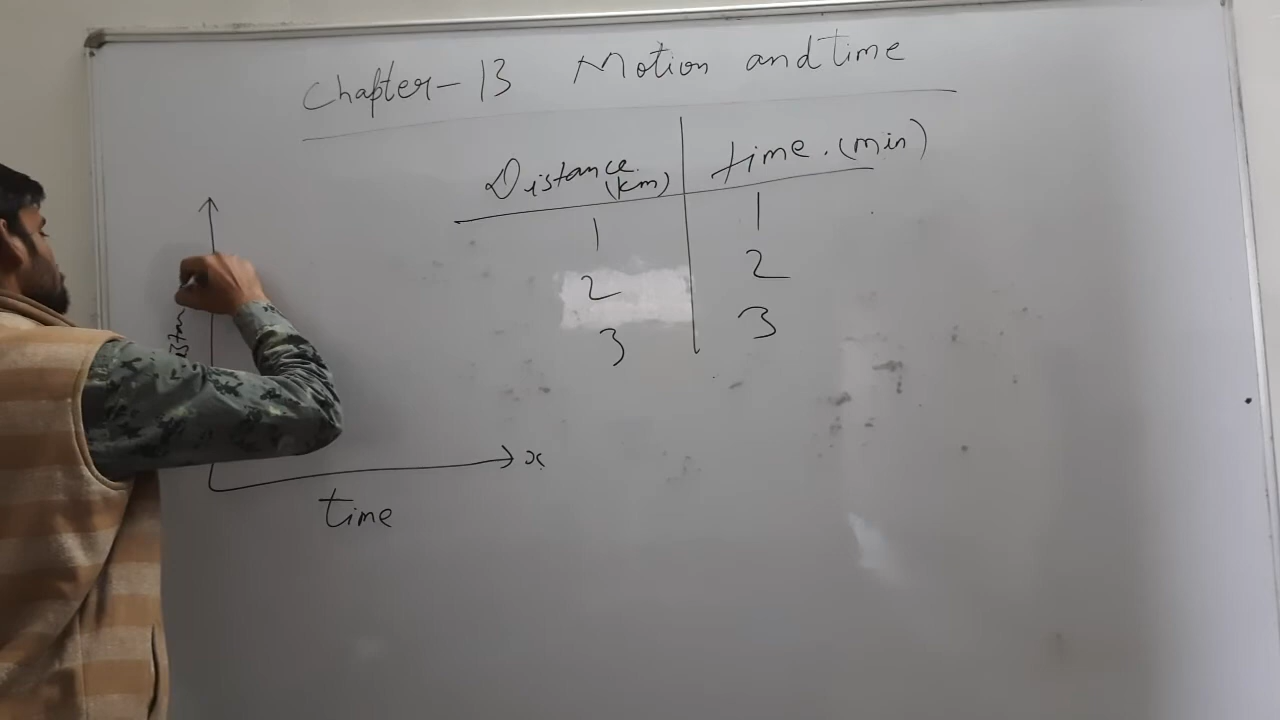 Chapter-13 Motion and time
Distance (km) time. (min)
1 1
2 2
3 3
x
time